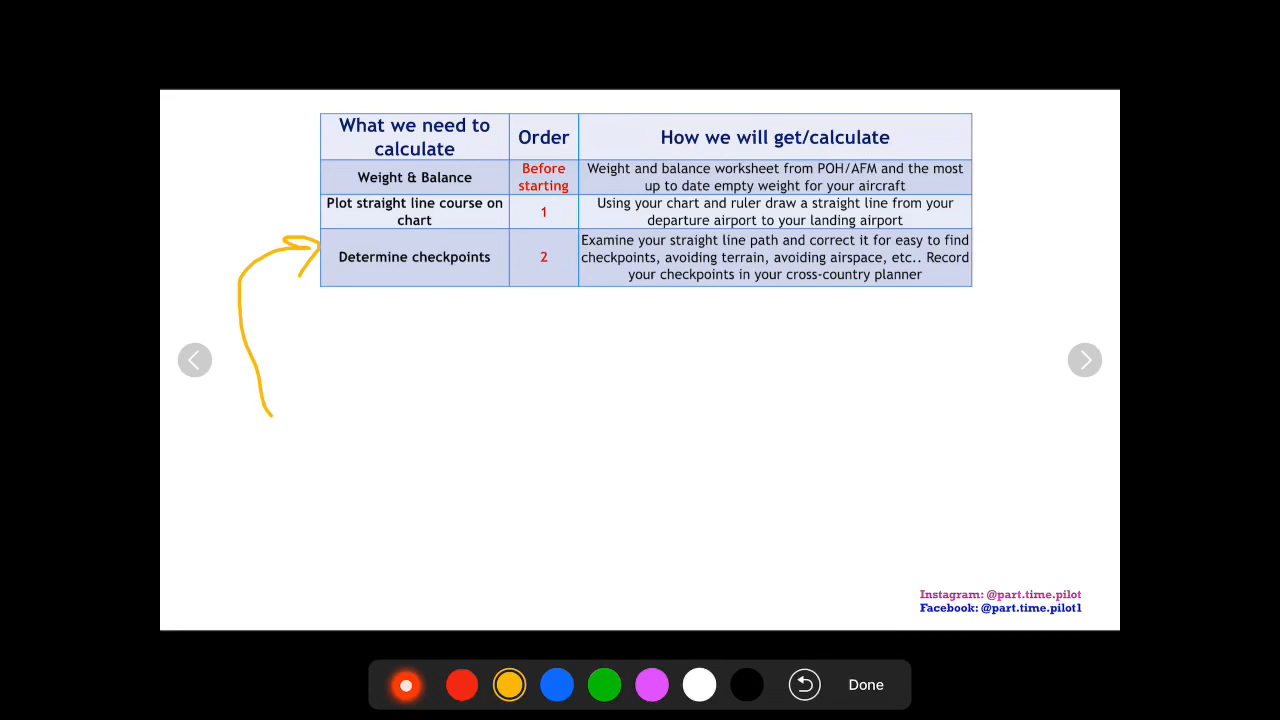 What we need to
calculate
Order
How we will get/calculate
Weight & Balance
Before
starting
Weight and balance worksheet from POH/AFM and the most
up to date empty weight for your aircraft
Plot straight line course on
chart
1
Using your chart and ruler draw a straight line from your
departure airport to your landing airport
Determine checkpoints
2
Examine your straight line path and correct it for easy to find
checkpoints, avoiding terrain, avoiding airspace, etc.. Record
your checkpoints in your cross-country planner
Instagram: @part.time.pilot
Facebook: @part.time.pilot1
Done